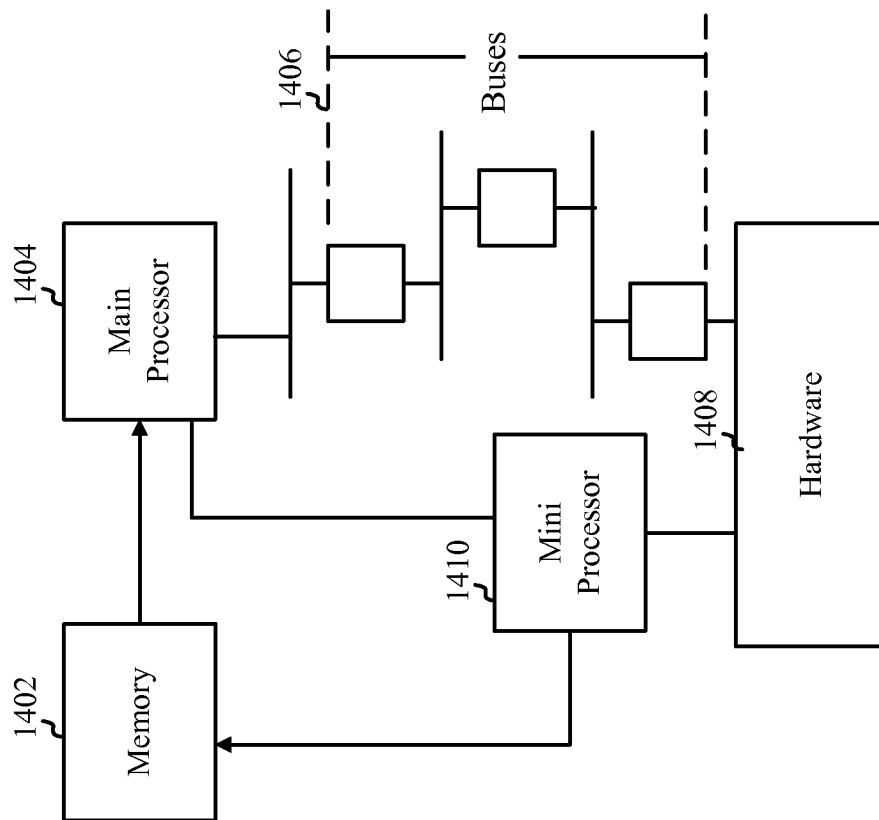 1402
Memory
1404
Main
Processor
1406
Buses
1410
Mini
Processor
1408
Hardware